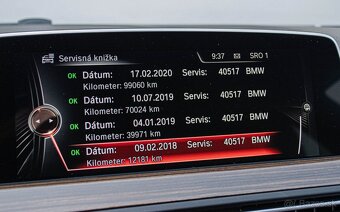 Servisná knižka 9:37 SRO 1
OK Dátum: 17.02.2020 Servis: 40517 BMW
Kilometer: 99060 km
OK Dátum: 10.07.2019 Servis: 40517 BMW
Kilometer: 70024 km
OK Dátum: 04.01.2019 Servis: 40517 BMW
Kilometer: 39971 km
OK Dátum: 09.02.2018 Servis: 40517 BMW
Kilometer: 12181 km